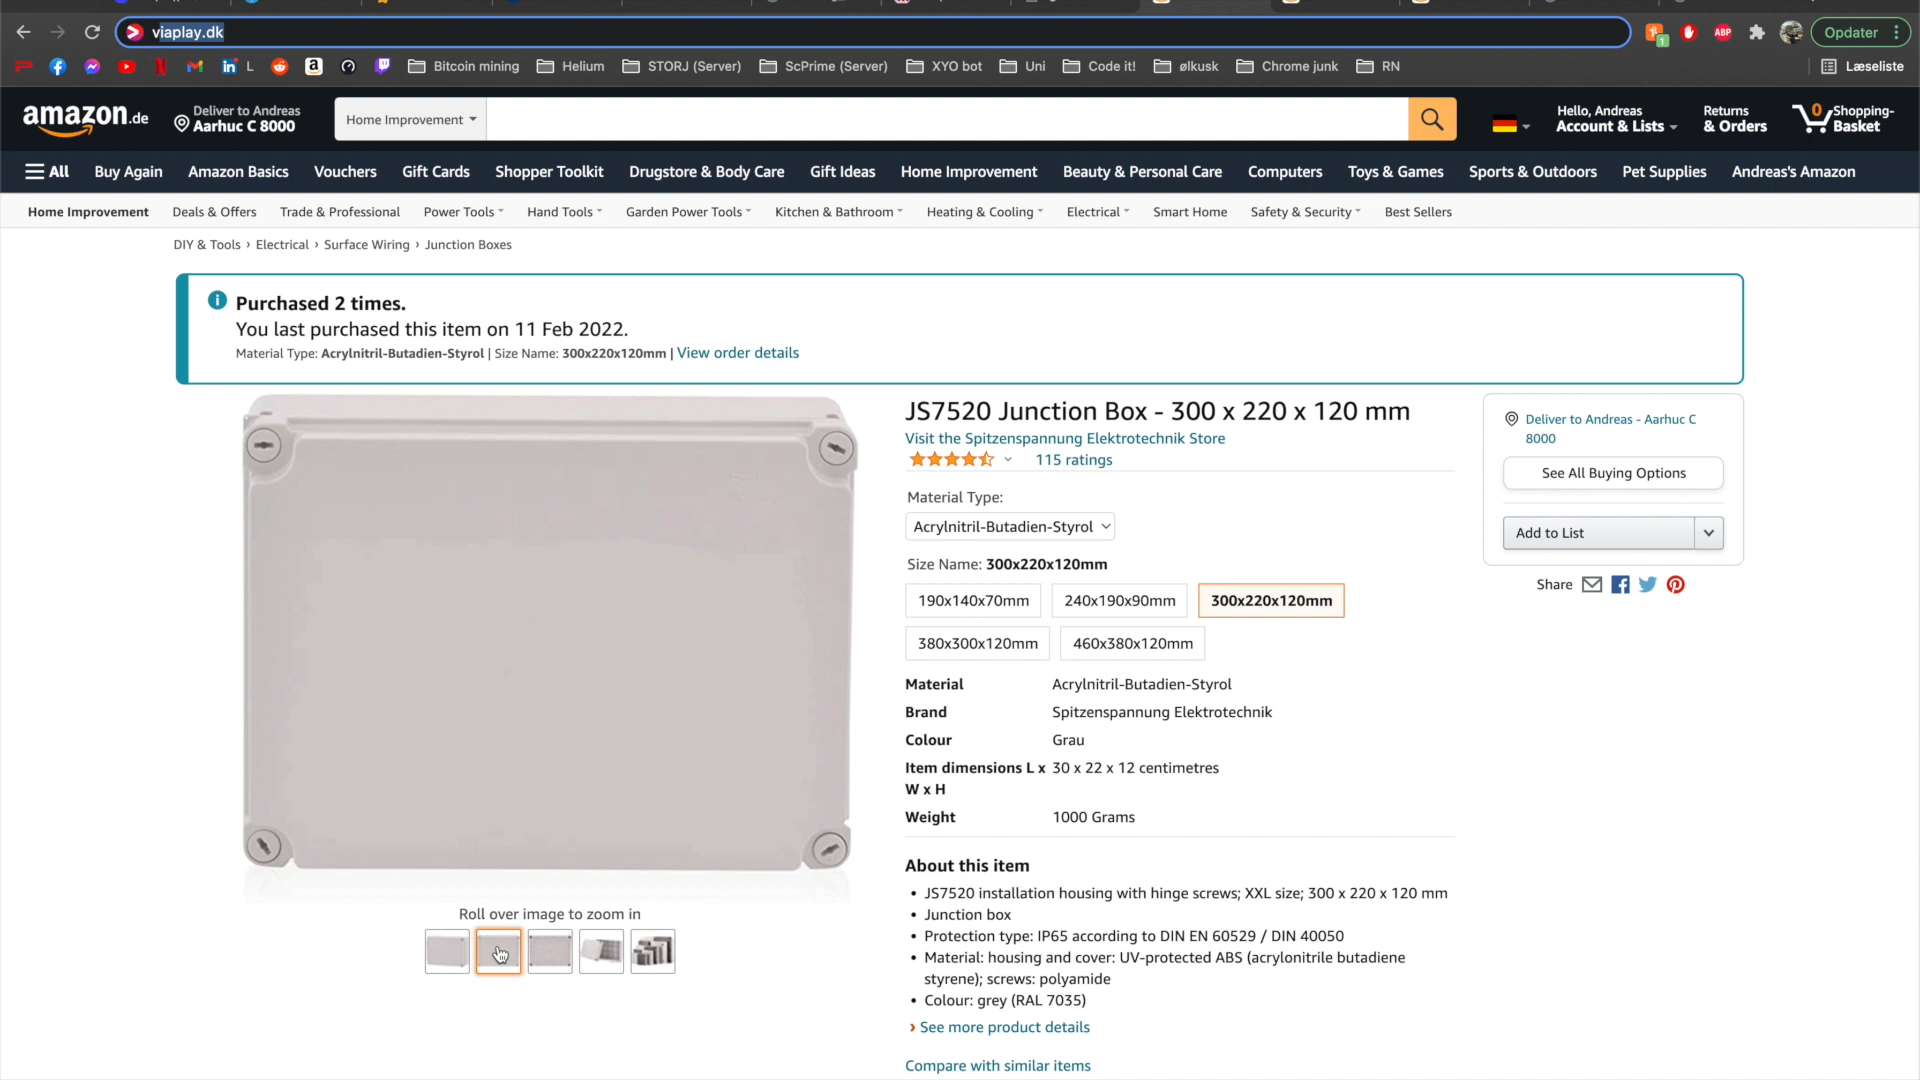 viaplay.dk
1
ABP
Opdater
L
a
Bitcoin mining
Helium
STORJ (Server)
ScPrime (Server)
XYO bot
Uni
Code it!
ølkusk
Chrome junk
RN
Læseliste
amazon.de
Deliver to Andreas
Aarhuc C 8000
Home Improvement
Hello, Andreas
Account & Lists
Returns
& Orders
0
Shopping-
Basket
All
Buy Again
Amazon Basics
Vouchers
Gift Cards
Shopper Toolkit
Drugstore & Body Care
Gift Ideas
Home Improvement
Beauty & Personal Care
Computers
Toys & Games
Sports & Outdoors
Pet Supplies
Andreas's Amazon
Home Improvement
Deals & Offers
Trade & Professional
Power Tools
Hand Tools
Garden Power Tools
Kitchen & Bathroom
Heating & Cooling
Electrical
Smart Home
Safety & Security
Best Sellers
DIY & Tools › Electrical › Surface Wiring › Junction Boxes
Purchased 2 times.
You last purchased this item on 11 Feb 2022.
Material Type: Acrylnitril-Butadien-Styrol | Size Name: 300x220x120mm | View order details
JS7520 Junction Box - 300 x 220 x 120 mm
Visit the Spitzenspannung Elektrotechnik Store
115 ratings
Material Type:
Acrylnitril-Butadien-Styrol
Size Name: 300x220x120mm
190x140x70mm
240x190x90mm
300x220x120mm
380x300x120mm
460x380x120mm
Material Acrylnitril-Butadien-Styrol
Brand Spitzenspannung Elektrotechnik
Colour Grau
Item dimensions L x 30 x 22 x 12 centimetres
W x H
Weight 1000 Grams
About this item
• JS7520 installation housing with hinge screws; XXL size; 300 x 220 x 120 mm
• Junction box
• Protection type: IP65 according to DIN EN 60529 / DIN 40050
• Material: housing and cover: UV-protected ABS (acrylonitrile butadiene
styrene); screws: polyamide
• Colour: grey (RAL 7035)
› See more product details
Compare with similar items
Roll over image to zoom in
Deliver to Andreas - Aarhuc C
8000
See All Buying Options
Add to List
Share